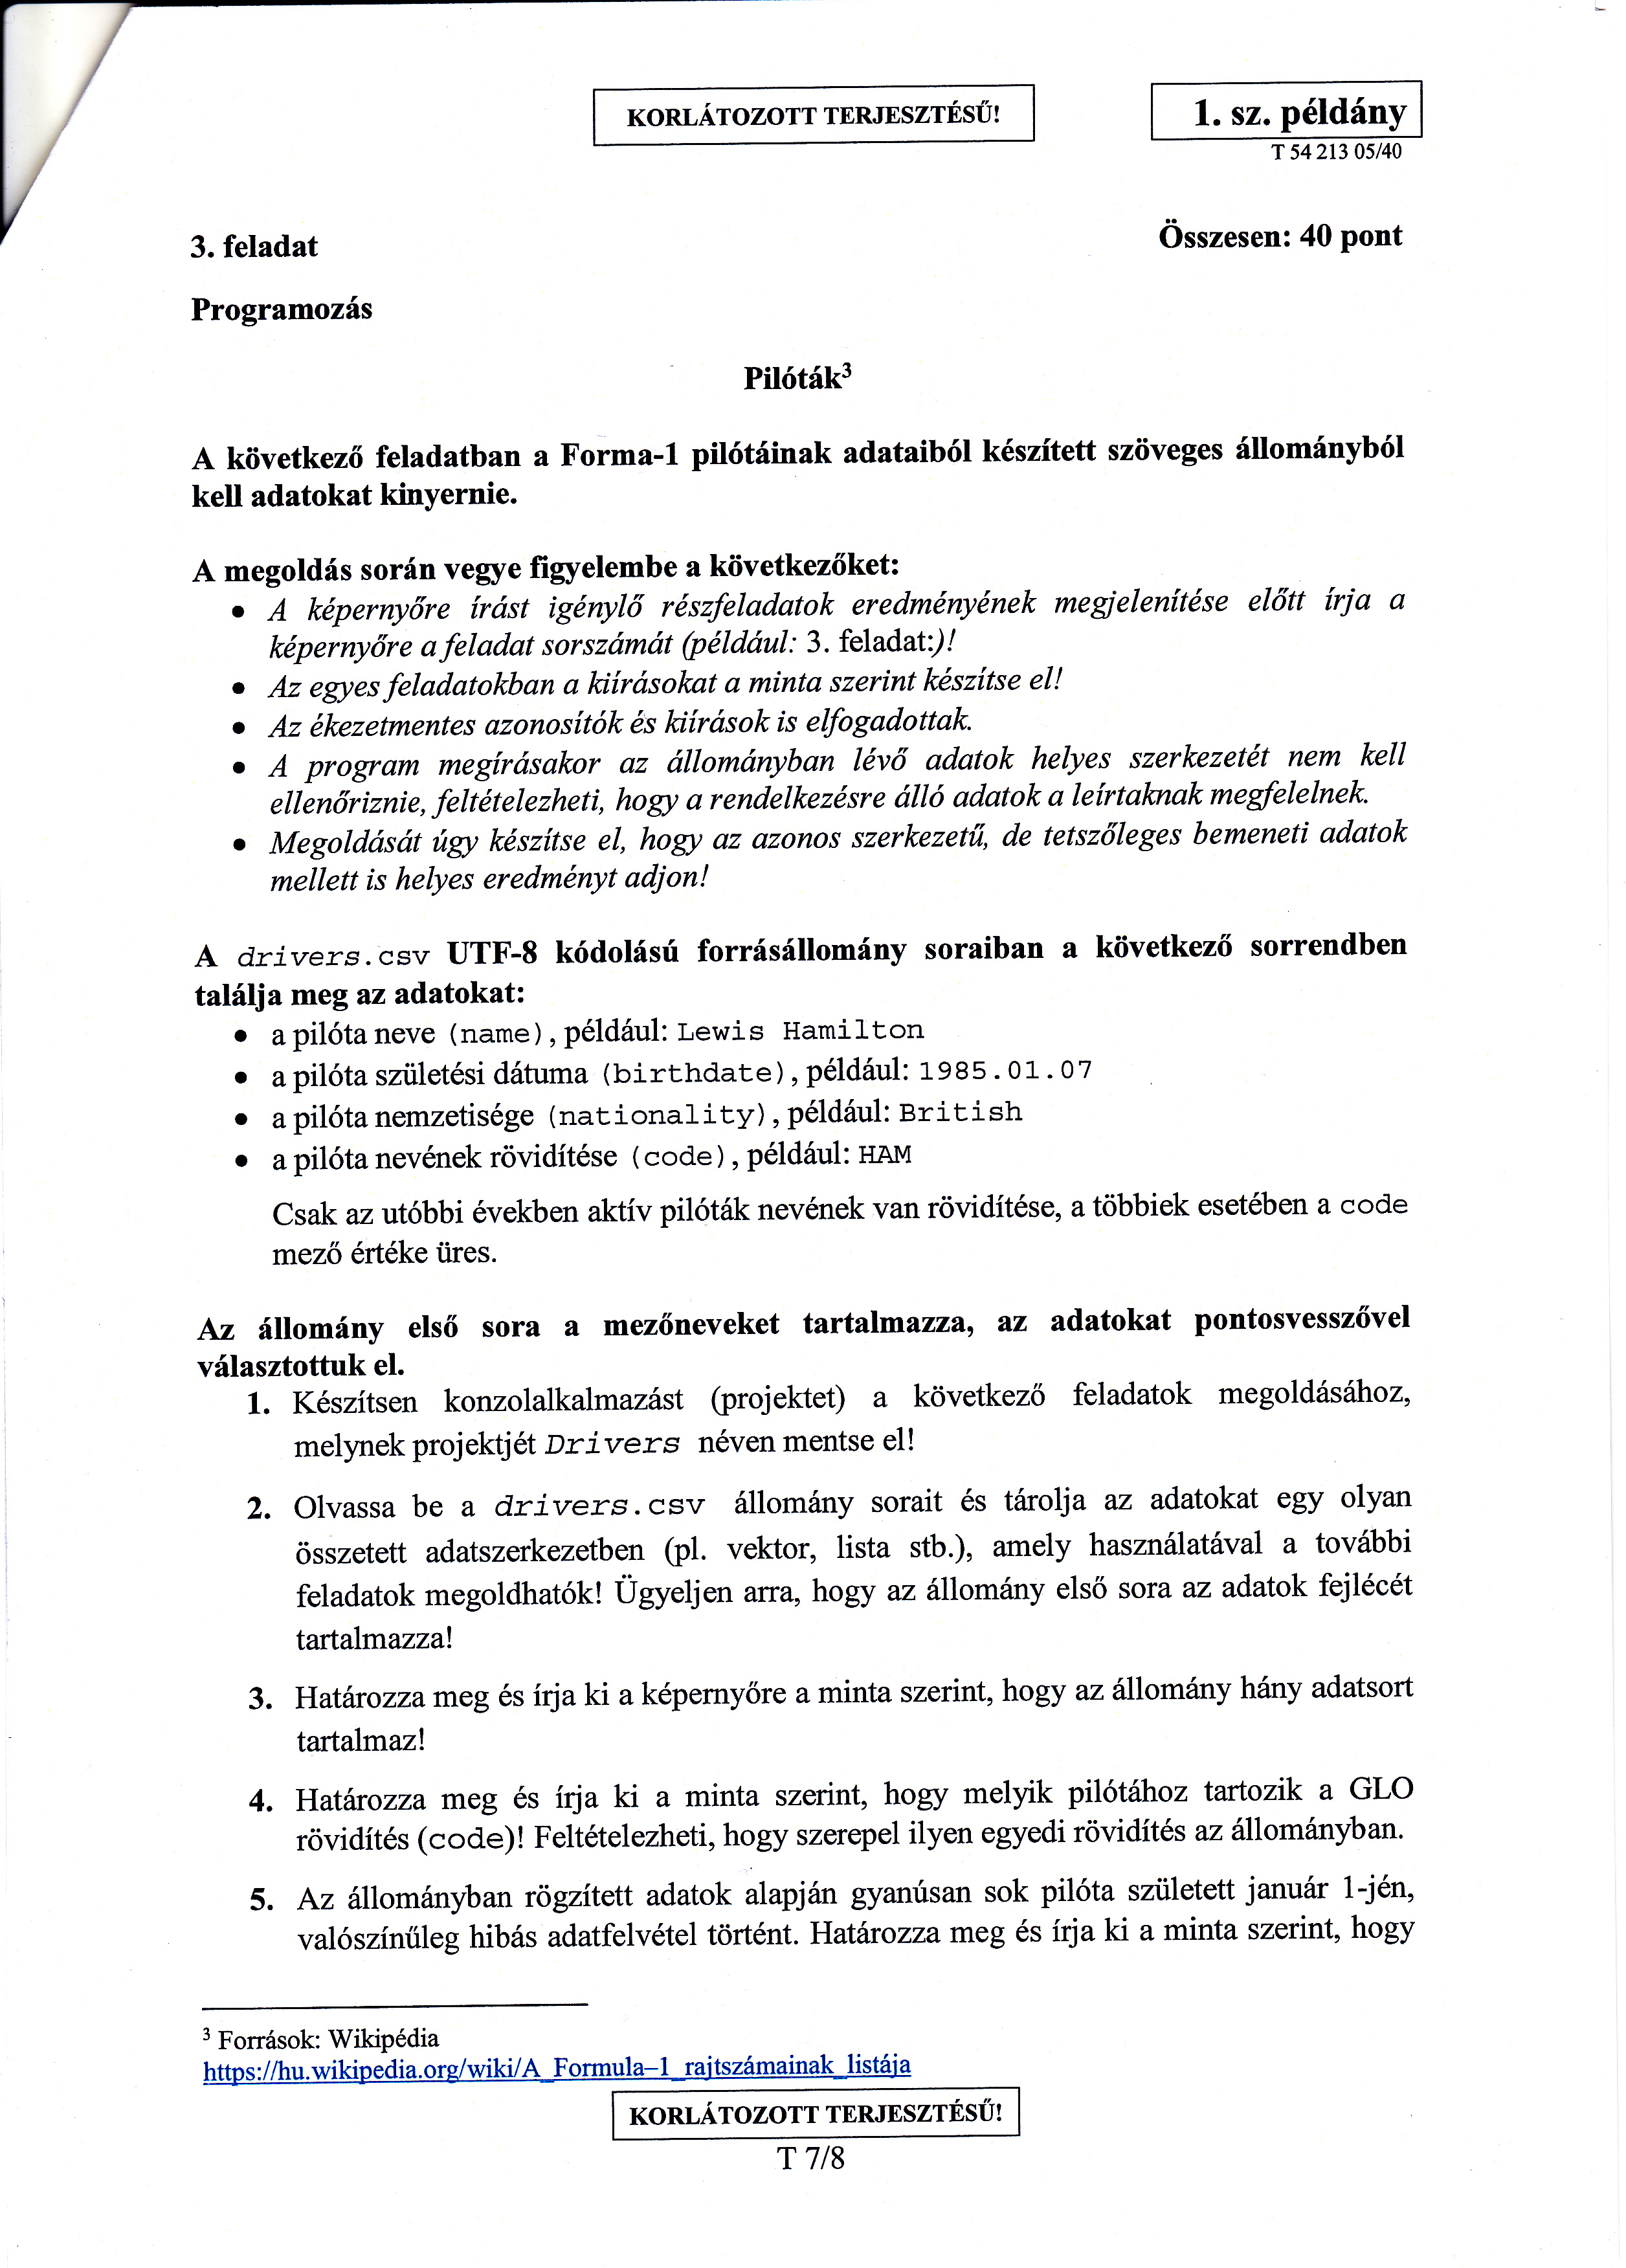 KORLÁTOZOTT TERJESZTÉSŰ!
1. sz. példány
T 54 213 05/40
3. feladat
Összesen: 40 pont
Programozás
Pilóták³
A következő feladatban a Forma-1 pilótáinak adataiból készített szöveges állományból
kell adatokat kinyernie.
A megoldás során vegye figyelembe a következőket:
• A képernyőre írást igénylő részfeladatok eredményének megjelenítése előtt írja a
képernyőre a feladat sorszámát (például: 3. feladat:)!
• Az egyes feladatokban a kiírásokat a minta szerint készítse el!
• Az ékezetmentes azonosítók és kiírások is elfogadottak.
• A program megírásakor az állományban lévő adatok helyes szerkezetét nem kell
ellenőriznie, feltételezheti, hogy a rendelkezésre álló adatok a leírtaknak megfelelnek.
• Megoldását úgy készítse el, hogy az azonos szerkezetű, de tetszőleges bemeneti adatok
mellett is helyes eredményt adjon!
A drivers.csv UTF-8 kódolású forrásállomány soraiban a következő sorrendben
találja meg az adatokat:
• a pilóta neve (name), például: Lewis Hamilton
• a pilóta születési dátuma (birthdate), például: 1985.01.07
• a pilóta nemzetisége (nationality), például: British
• a pilóta nevének rövidítése (code), például: HAM
Csak az utóbbi években aktív pilóták nevének van rövidítése, a többiek esetében a code
mező értéke üres.
Az állomány első sora a mezőneveket tartalmazza, az adatokat pontosvesszővel
választottuk el.
1. Készítsen konzolalkalmazást (projektet) a következő feladatok megoldásához,
melynek projektjét Drivers néven mentse el!
2. Olvassa be a drivers.csv állomány sorait és tárolja az adatokat egy olyan
összetett adatszerkezetben (pl. vektor, lista stb.), amely használatával a további
feladatok megoldhatók! Ügyeljen arra, hogy az állomány első sora az adatok fejlécét
tartalmazza!
3. Határozza meg és írja ki a képernyőre a minta szerint, hogy az állomány hány adatsort
tartalmaz!
4. Határozza meg és írja ki a minta szerint, hogy melyik pilótához tartozik a GLO
rövidítés (code)! Feltételezheti, hogy szerepel ilyen egyedi rövidítés az állományban.
5. Az állományban rögzített adatok alapján gyanúsan sok pilóta született január 1-jén,
valószínűleg hibás adatfelvétel történt. Határozza meg és írja ki a minta szerint, hogy
³ Források: Wikipédia
https://hu.wikipedia.org/wiki/A_Formula–1_rajtszámainak_listája
KORLÁTOZOTT TERJESZTÉSŰ!
T 7/8